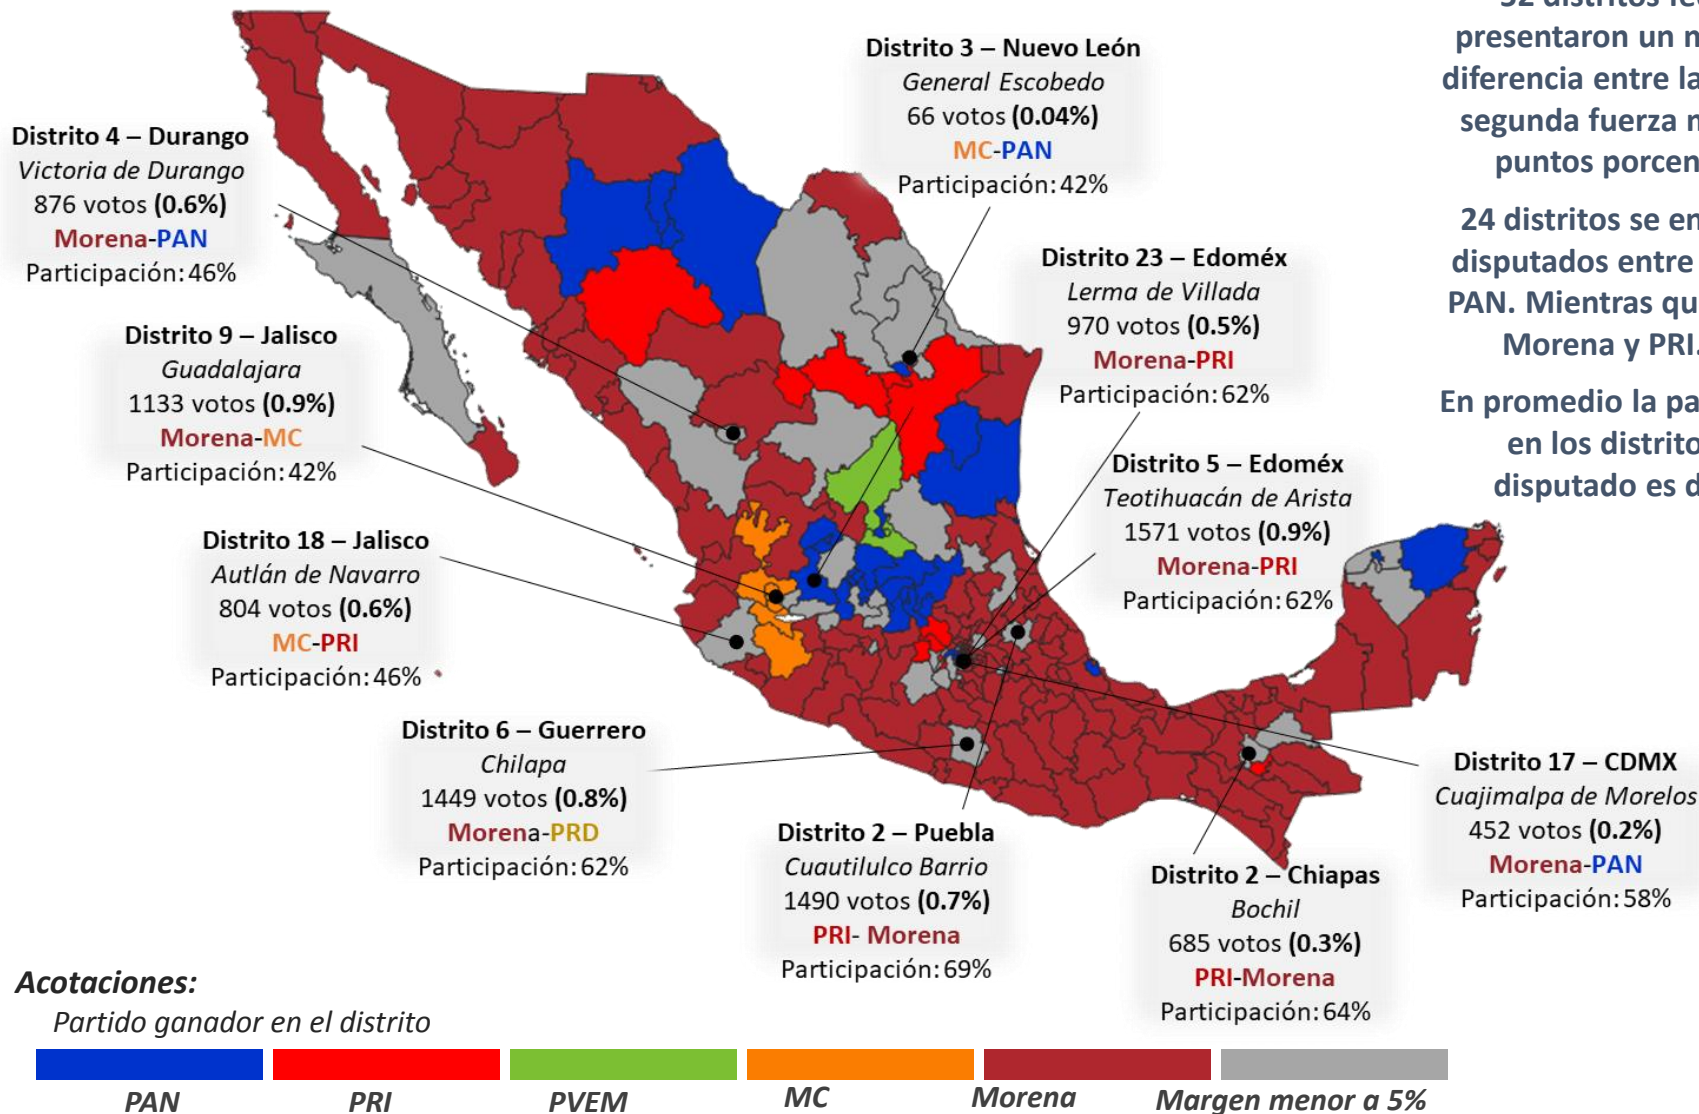 Distrito 3 – Nuevo León
General Escobedo
66 votos (0.04%)
MC-PAN
Participación: 42%
Distrito 4 – Durango
Victoria de Durango
876 votos (0.6%)
Morena-PAN
Participación: 46%
Distrito 23 – Edoméx
Lerma de Villada
970 votos (0.5%)
Morena-PRI
Participación: 62%
Distrito 9 – Jalisco
Guadalajara
1133 votos (0.9%)
Morena-MC
Participación: 42%
Distrito 5 – Edoméx
Teotihuacán de Arista
1571 votos (0.9%)
Morena-PRI
Participación: 62%
Distrito 18 – Jalisco
Autlán de Navarro
804 votos (0.6%)
MC-PRI
Participación: 46%
Distrito 6 – Guerrero
Chilapa
1449 votos (0.8%)
Morena-PRD
Participación: 62%
Distrito 2 – Puebla
Cuautilulco Barrio
1490 votos (0.7%)
PRI- Morena
Participación: 69%
Distrito 2 – Chiapas
Bochil
685 votos (0.3%)
PRI-Morena
Participación: 64%
Distrito 17 – CDMX
Cuajimalpa de Morelos
452 votos (0.2%)
Morena-PAN
Participación: 58%
distritos
presentaron un
diferencia entre la
segunda fuerza
puntos
24 distritos se
disputados entre
PAN. Mientras
Morena y PRI.
En promedio la
en los
disputado es
Acotaciones:
Partido ganador en el distrito
PAN
PRI
PVEM
MC
Morena
Margen menor a 5%